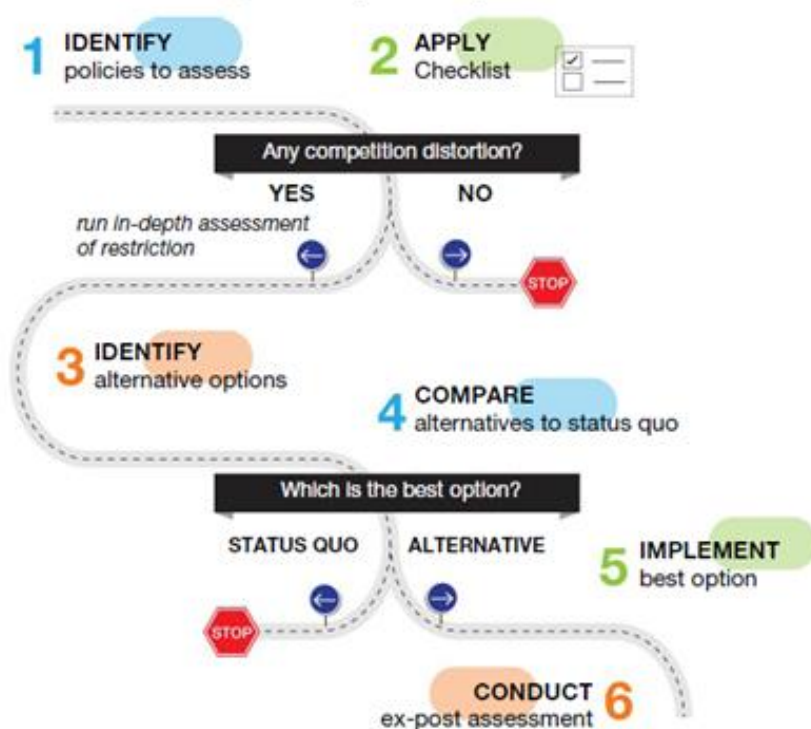 1 IDENTIFY
policies to assess
2 APPLY
Checklist
Any competition distortion?
YES
NO
run in-depth assessment
of restriction
STOP
3 IDENTIFY
alternative options
4 COMPARE
alternatives to status quo
Which is the best option?
STATUS QUO
ALTERNATIVE
5 IMPLEMENT
best option
STOP
CONDUCT 6
ex-post assessment